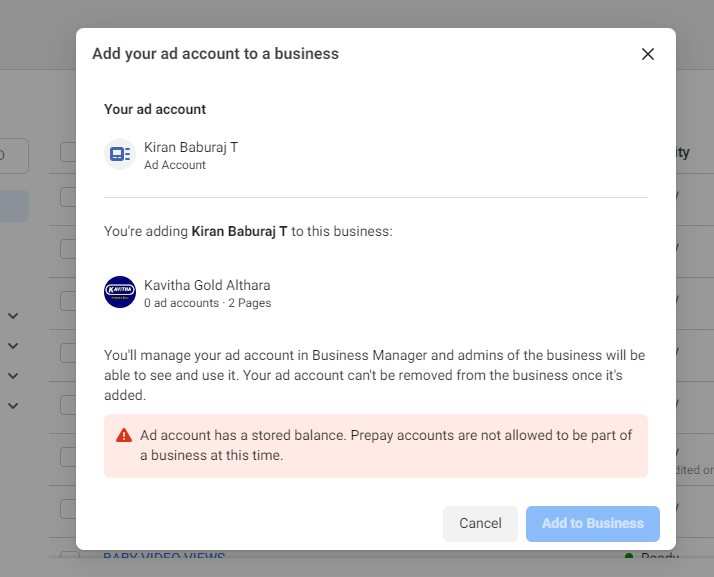 Add your ad account to a business
Your ad account
Kiran Baburaj T
Ad Account
You're adding Kiran Baburaj T to this business:
KAVITHA
Kavitha Gold Althara
0 ad accounts · 2 Pages
You'll manage your ad account in Business Manager and admins of the business will be
able to see and use it. Your ad account can't be removed from the business once it's
added.
Ad account has a stored balance. Prepay accounts are not allowed to be part of
a business at this time.
Cancel
Add to Business
ity
dited or
BABY VIDEO VIEWS
Ready